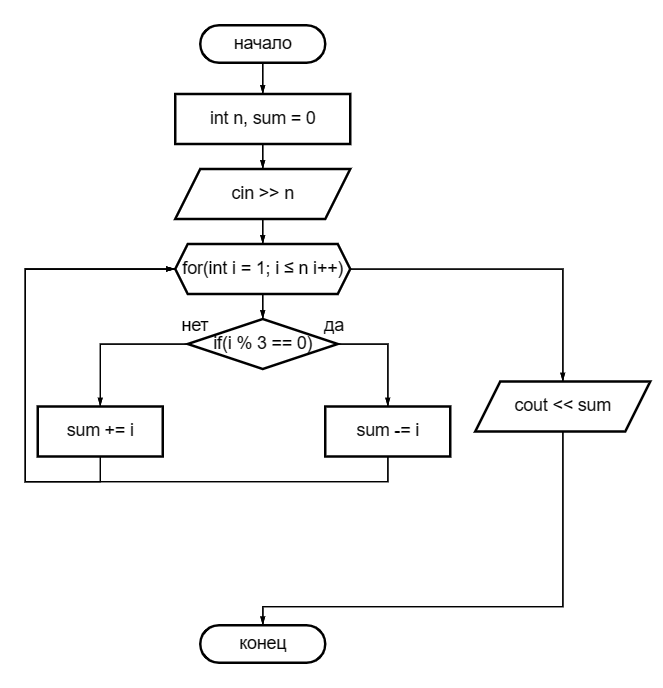 начало
int n, sum = 0
cin >> n
for(int i = 1; i ≤ n i++)
нет
да
if(i % 3 == 0)
sum += i
sum -= i
cout << sum
конец